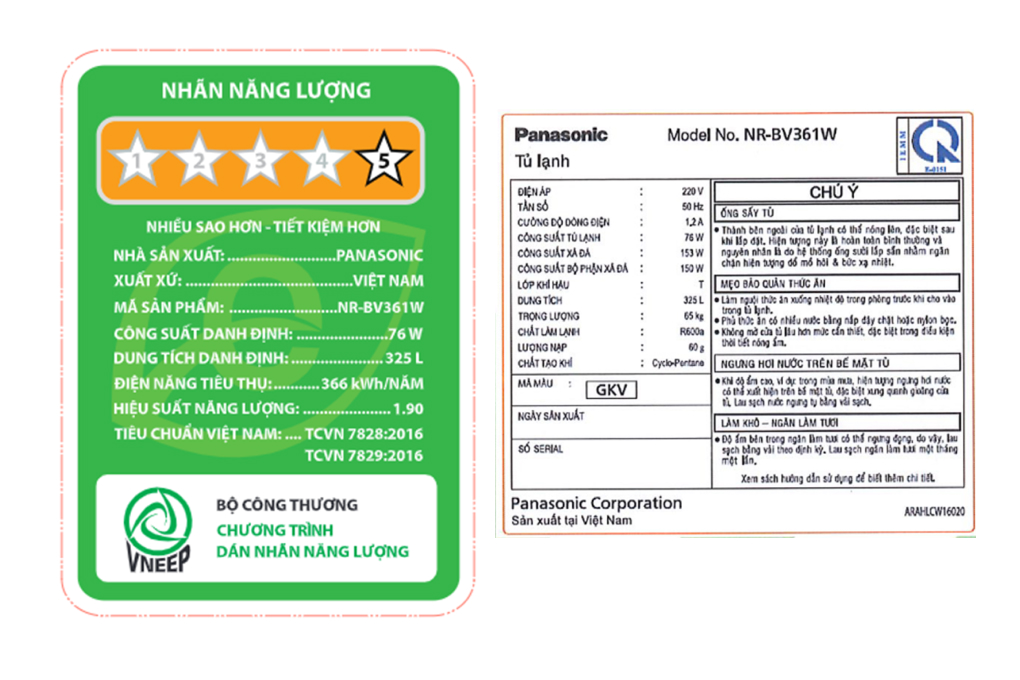 NHÃN NĂNG LƯỢNG
1 2 3 4 5
NHIỀU SAO HƠN - TIẾT KIỆM HƠN
NHÀ SẢN XUẤT:...........................PANASONIC
XUẤT XỨ: ..........................................VIỆT NAM
MÃ SẢN PHẨM: ...........................NR-BV361W
CÔNG SUẤT DANH ĐỊNH:.......................76 W
DUNG TÍCH DANH ĐỊNH:.......................325 L
ĐIỆN NĂNG TIÊU THỤ:...........366 kWh/NĂM
HIỆU SUẤT NĂNG LƯỢNG: ......................1.90
TIÊU CHUẨN VIỆT NAM: .... TCVN 7828:2016
TCVN 7829:2016
VNEEP
BỘ CÔNG THƯƠNG
CHƯƠNG TRÌNH
DÁN NHÃN NĂNG LƯỢNG
Panasonic Model No. NR-BV361W
Tủ lạnh
ĐIỆN ÁP : 220 V
TẦN SỐ : 50 Hz
CƯỜNG ĐỘ DÒNG ĐIỆN : 1,2 A
CÔNG SUẤT TỦ LẠNH : 76 W
CÔNG SUẤT XẢ ĐÁ : 153 W
CÔNG SUẤT BỘ PHẬN XẢ ĐÁ : 150 W
LỚP KHÍ HẬU : T
DUNG TÍCH : 325 L
TRỌNG LƯỢNG : 65 kg
CHẤT LÀM LẠNH : R600a
LƯỢNG NẠP : 60 g
CHẤT TẠO KHÍ : Cyclo-Pentane
MÃ MÀU : GKV
NGÀY SẢN XUẤT
SỐ SERIAL
CHÚ Ý
ỐNG SẤY TỦ
• Thành bên ngoài của tủ lạnh có thể nóng lên, đặc biệt sau
khi lắp đặt. Hiện tượng này là hoàn toàn bình thường và
nguyên nhân là do hệ thống ống sưởi lắp sẵn nhằm ngăn
chặn hiện tượng đổ mồ hôi & bức xạ nhiệt.
MẸO BẢO QUẢN THỨC ĂN
• Làm nguội thức ăn xuống nhiệt độ trong phòng trước khi cho vào
trong tủ lạnh.
• Phủ thức ăn có nhiều nước bằng nắp đậy chặt hoặc nylon bọc.
• Không mở cửa tủ lâu hơn mức cần thiết, đặc biệt trong điều kiện
thời tiết nóng ẩm.
NGƯNG HƠI NƯỚC TRÊN BỀ MẶT TỦ
• Khi độ ẩm cao, ví dụ trong mùa mưa, hiện tượng ngưng hơi nước
có thể xuất hiện trên bề mặt tủ, đặc biệt xung quanh gioăng cửa
tủ. Lau sạch nước ngưng tụ bằng vải sạch.
LÀM KHÔ – NGĂN LÀM TƯƠI
• Độ ẩm bên trong ngăn làm tươi có thể ngưng đọng, do vậy, lau
sạch bằng vải theo định kỳ. Lau sạch ngăn làm tươi một tháng
một lần.
Xem sách hướng dẫn sử dụng để biết thêm chi tiết.
Panasonic Corporation
Sản xuất tại Việt Nam
ARAHLCW16020